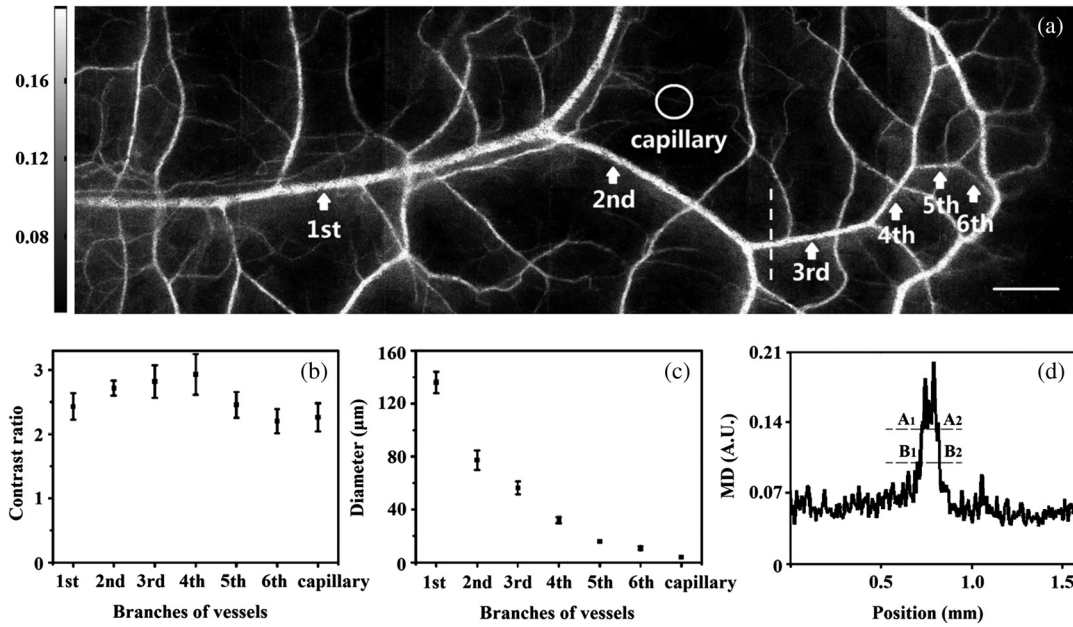 (a)
0.16
0.12
0.08
capillary
1st
2nd
3rd
4th
5th
6th
(b)
Contrast ratio
3
2
1
0
1st 2nd 3rd 4th 5th 6th capillary
Branches of vessels
(c)
Diameter (μm)
160
120
80
40
0
1st 2nd 3rd 4th 5th 6th capillary
Branches of vessels
(d)
MD (A.U.)
0.21
0.14
0.07
0
A1 A2
B1 B2
0.5 1.0 1.5
Position (mm)